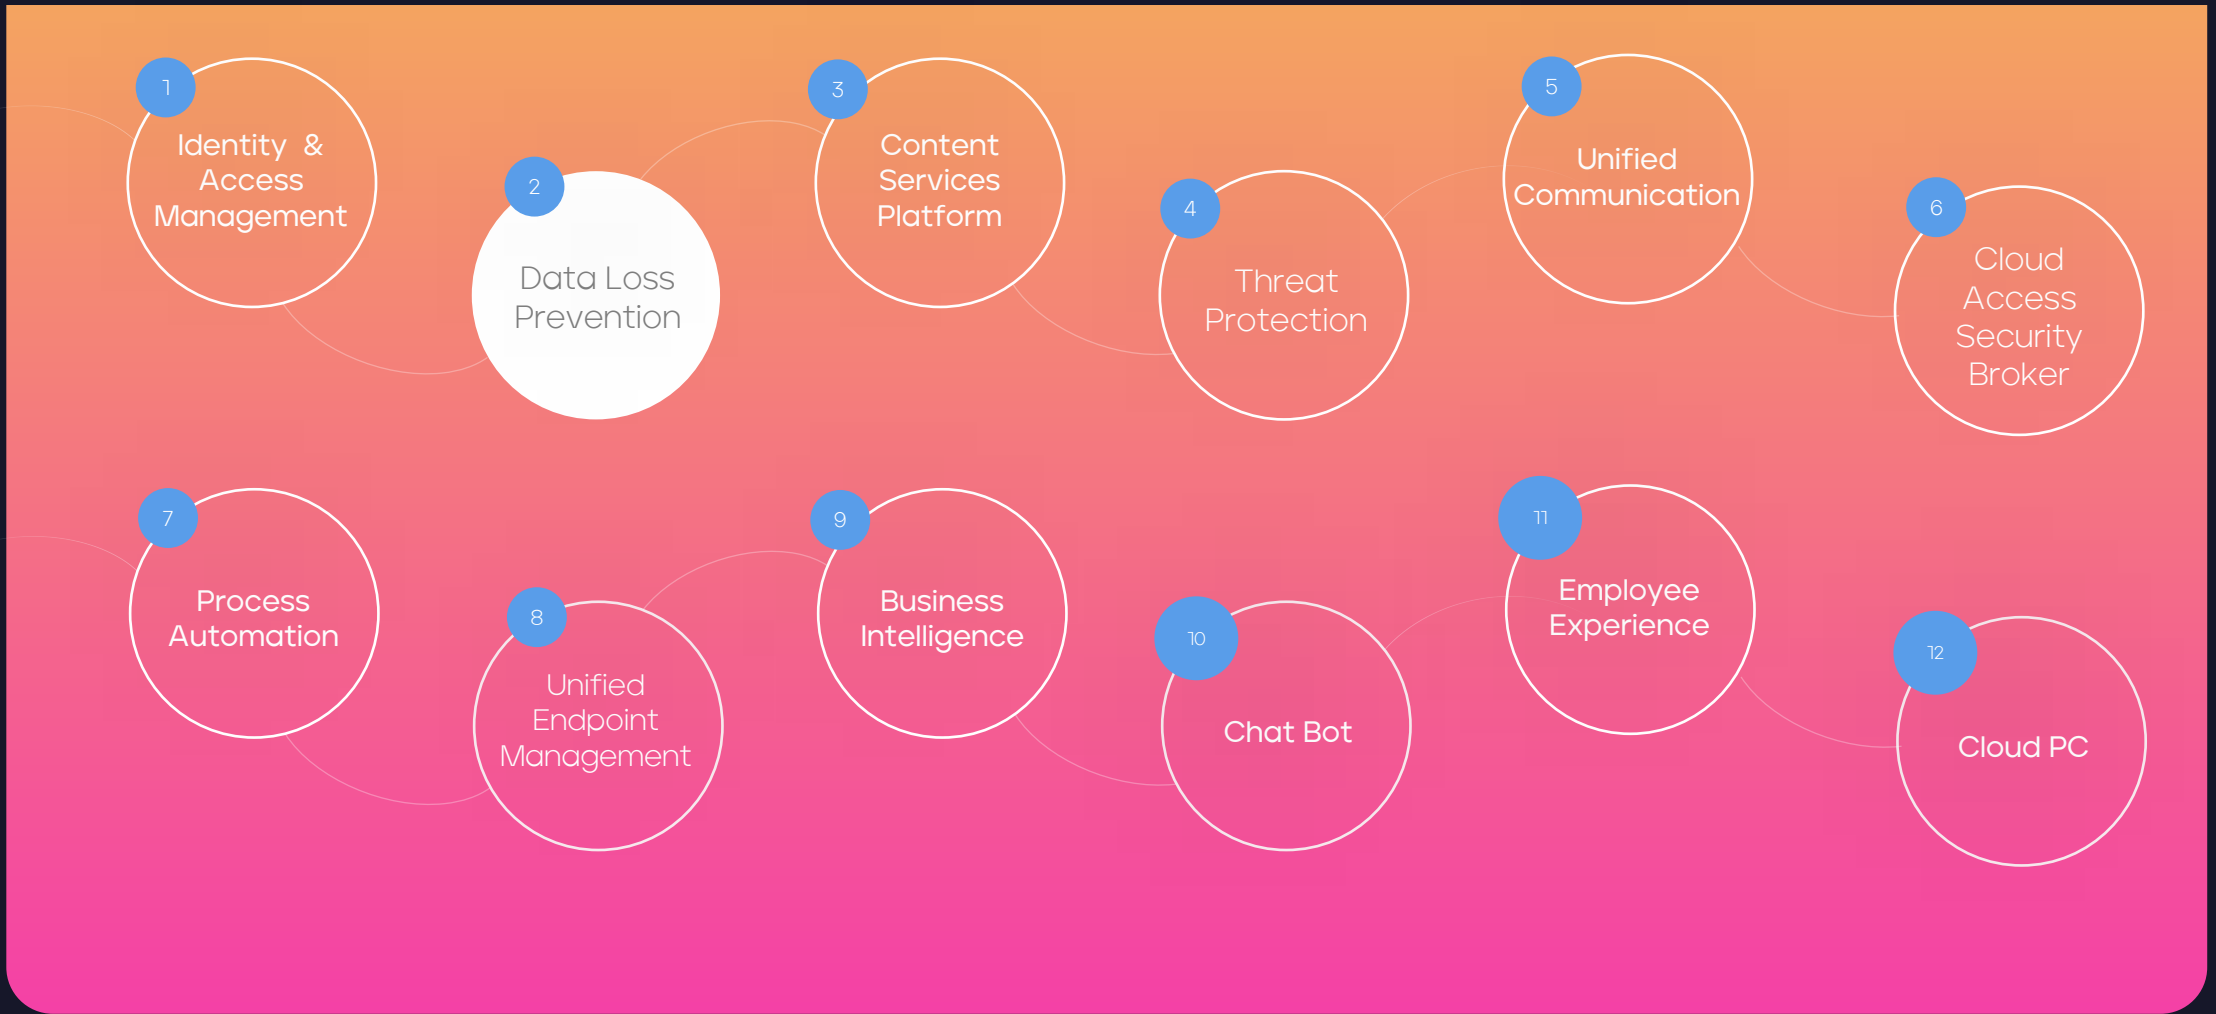 1
Identity & 
Access
Management
2
Data Loss
Prevention
3
Content
Services
Platform
4
Threat
Protection
5
Unified
Communication
6
Cloud
Access
Security
Broker
7
Process
Automation
8
Unified
Endpoint
Management
9
Business
Intelligence
10
Chat Bot
11
Employee
Experience
12
Cloud PC